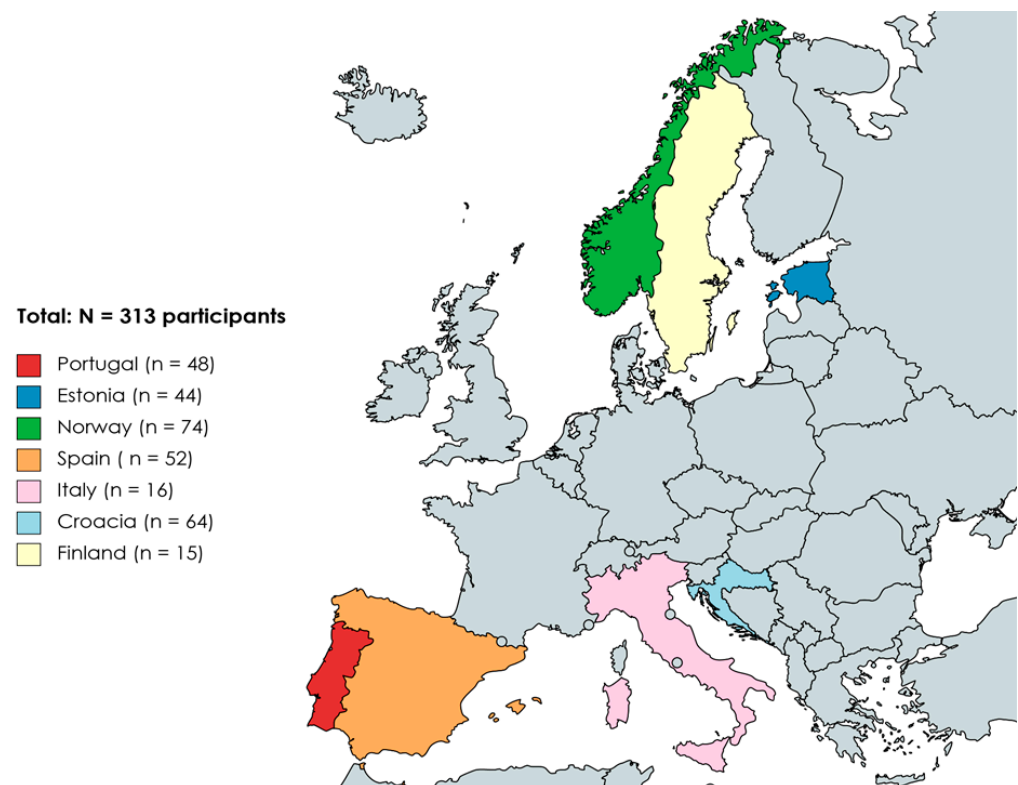 Total: N = 313 participants
Portugal (n = 48)
Estonia (n = 44)
Norway (n = 74)
Spain ( n = 52)
Italy (n = 16)
Croacia (n = 64)
Finland (n = 15)